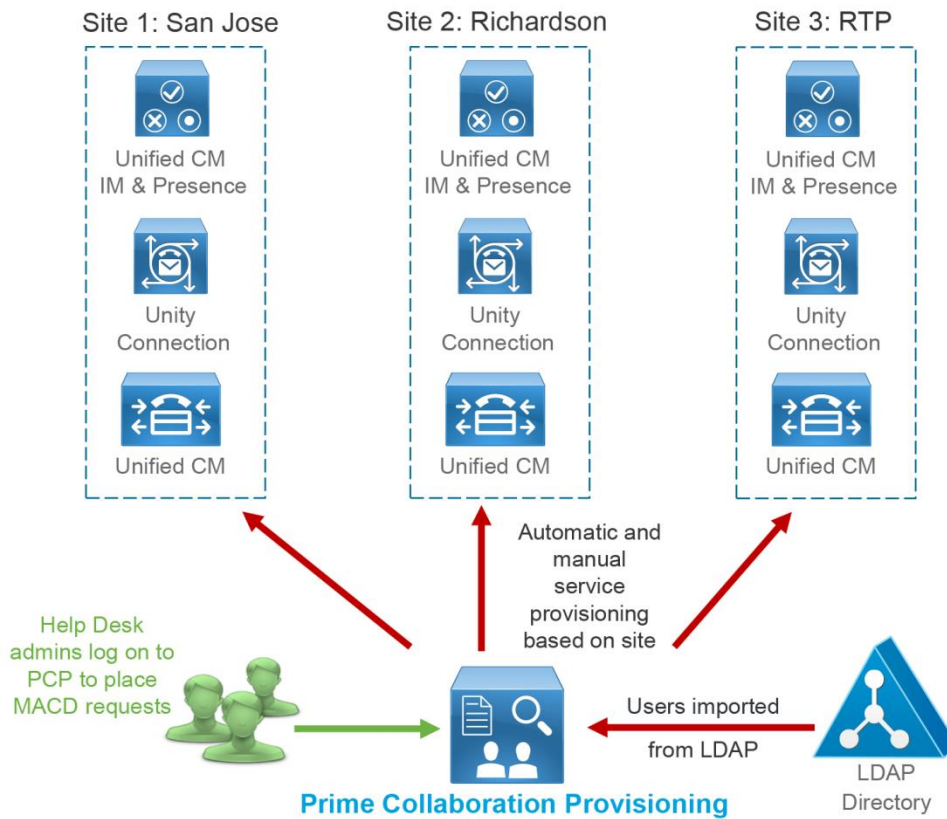 Site 1: San Jose
Unified CM
IM & Presence
Unity
Connection
Unified CM
Site 2: Richardson
Unified CM
IM & Presence
Unity
Connection
Unified CM
Site 3: RTP
Unified CM
IM & Presence
Unity
Connection
Unified CM
Automatic and
manual
service
provisioning
based on site
Help Desk
admins log on to
PCP to place
MACD requests
Users imported
from LDAP
LDAP
Directory
Prime Collaboration Provisioning